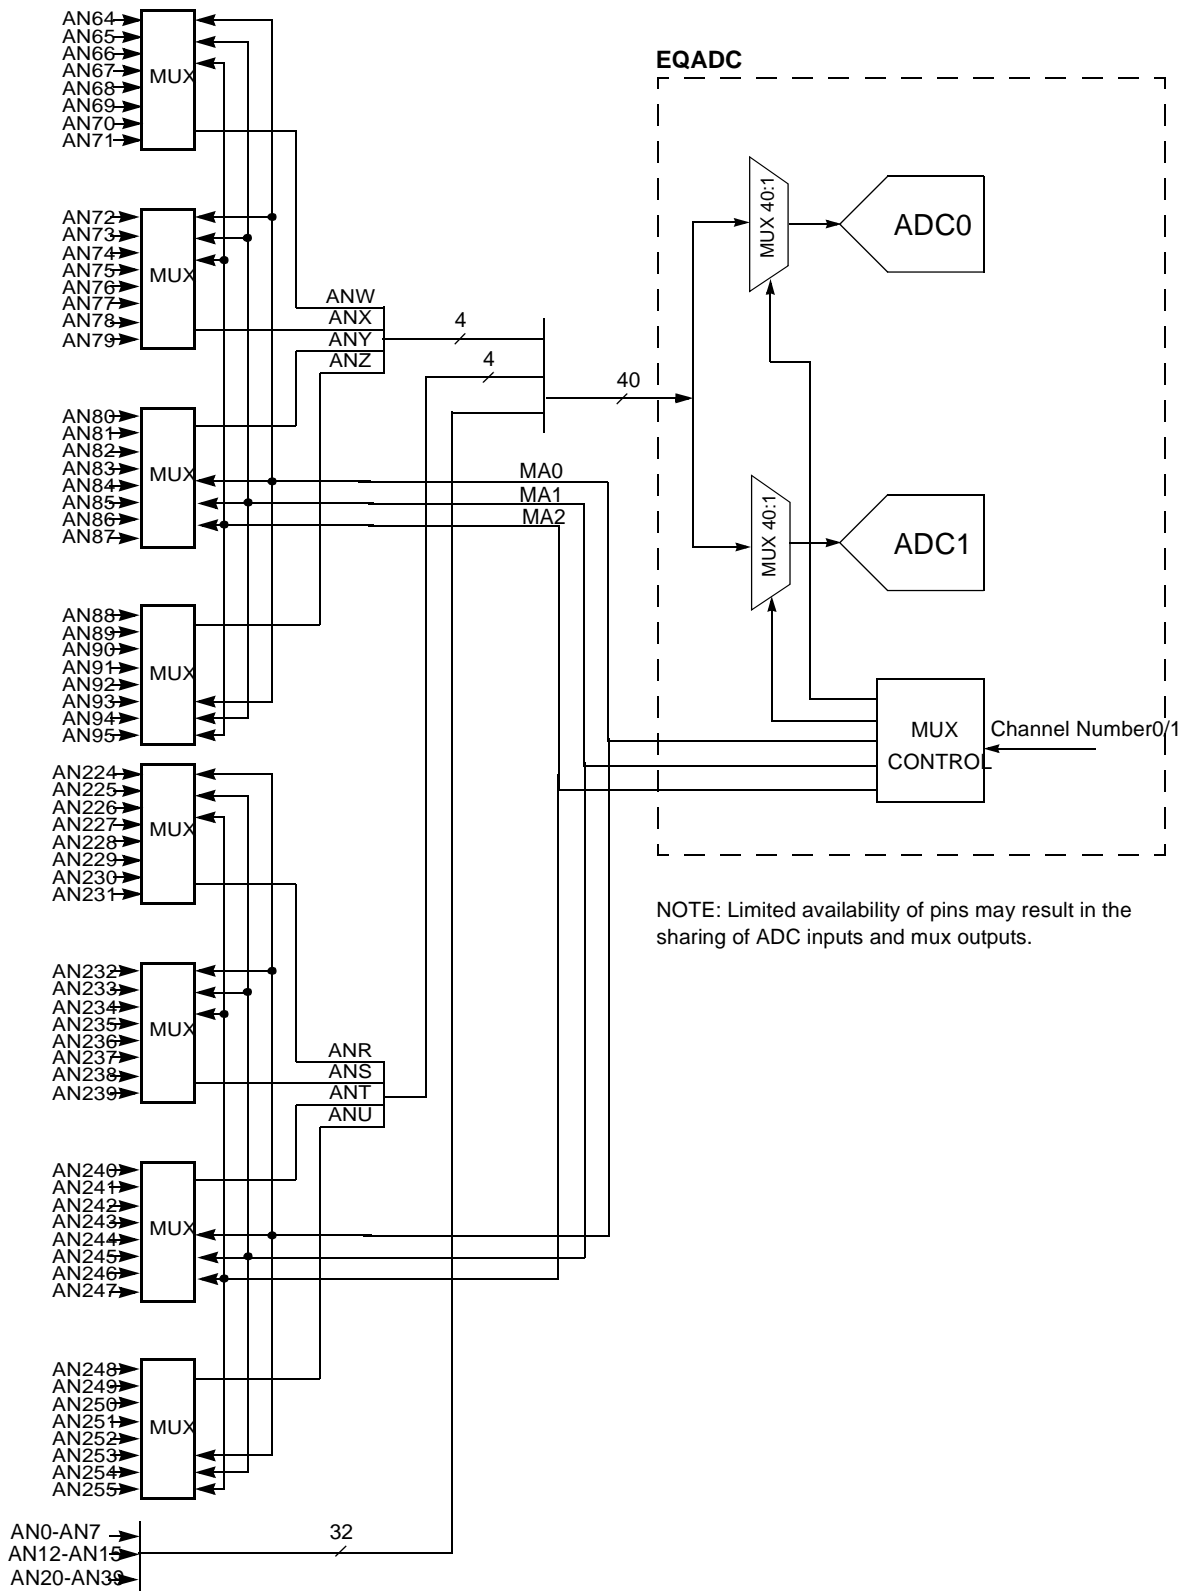 AN64
AN65
AN66
AN67
AN68
AN69
AN70
AN71
MUX
AN72
AN73
AN74
AN75
AN76
AN77
AN78
AN79
MUX
ANW
ANX
ANY
ANZ
4
4
40
AN80
AN81
AN82
AN83
AN84
AN85
AN86
AN87
MUX
MA0
MA1
MA2
AN88
AN89
AN90
AN91
AN92
AN93
AN94
AN95
MUX
EQADC
MUX 40:1
ADC0
MUX 40:1
ADC1
MUX
CONTROL
Channel Number0/1
NOTE: Limited availability of pins may result in the
sharing of ADC inputs and mux outputs.
AN224
AN225
AN226
AN227
AN228
AN229
AN230
AN231
MUX
AN232
AN233
AN234
AN235
AN236
AN237
AN238
AN239
MUX
ANR
ANS
ANT
ANU
AN240
AN241
AN242
AN243
AN244
AN245
AN246
AN247
MUX
AN248
AN249
AN250
AN251
AN252
AN253
AN254
AN255
MUX
AN0-AN7
AN12-AN15
AN20-AN39
32